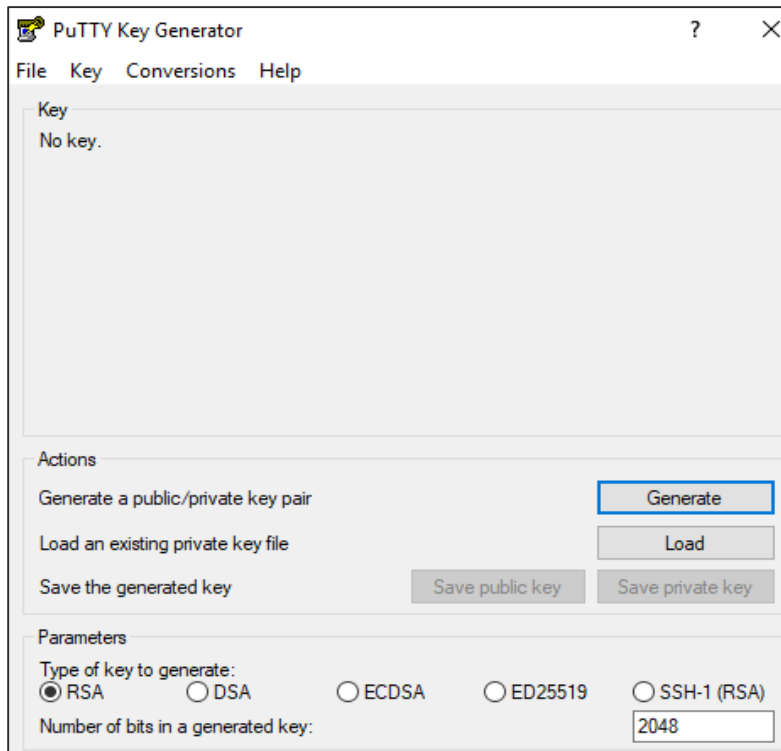 PuTTY Key Generator ?
File Key Conversions Help
Key
No key.
Actions
Generate a public/private key pair Generate
Load an existing private key file Load
Save the generated key Save public key Save private key
Parameters
Type of key to generate:
RSA DSA ECDSA ED25519 SSH-1 (RSA)
Number of bits in a generated key: 2048